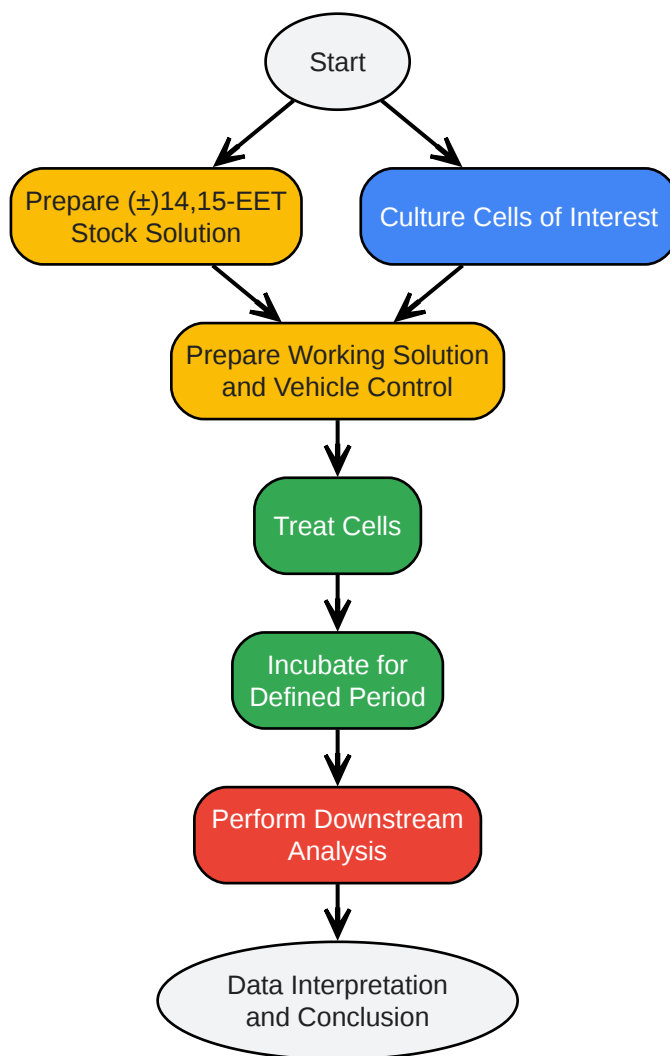 Start
Prepare (±)14,15-EET
Stock Solution
Culture Cells of Interest
Prepare Working Solution
and Vehicle Control
Treat Cells
Incubate for
Defined Period
Perform Downstream
Analysis
Data Interpretation
and Conclusion